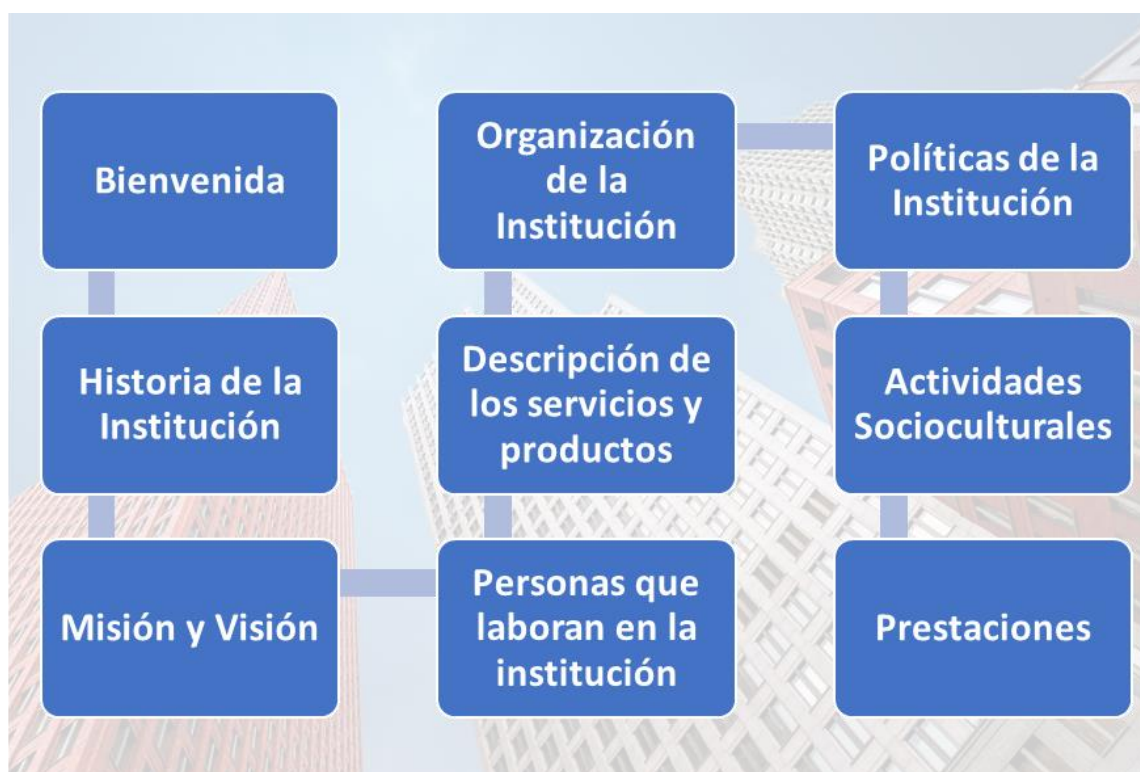 Bienvenida
Historia de la
Institución
Misión y Visión
Personas que
laboran en la
institución
Descripción de
los servicios y
productos
Organización
de la
Institución
Políticas de la
Institución
Actividades
Socioculturales
Prestaciones